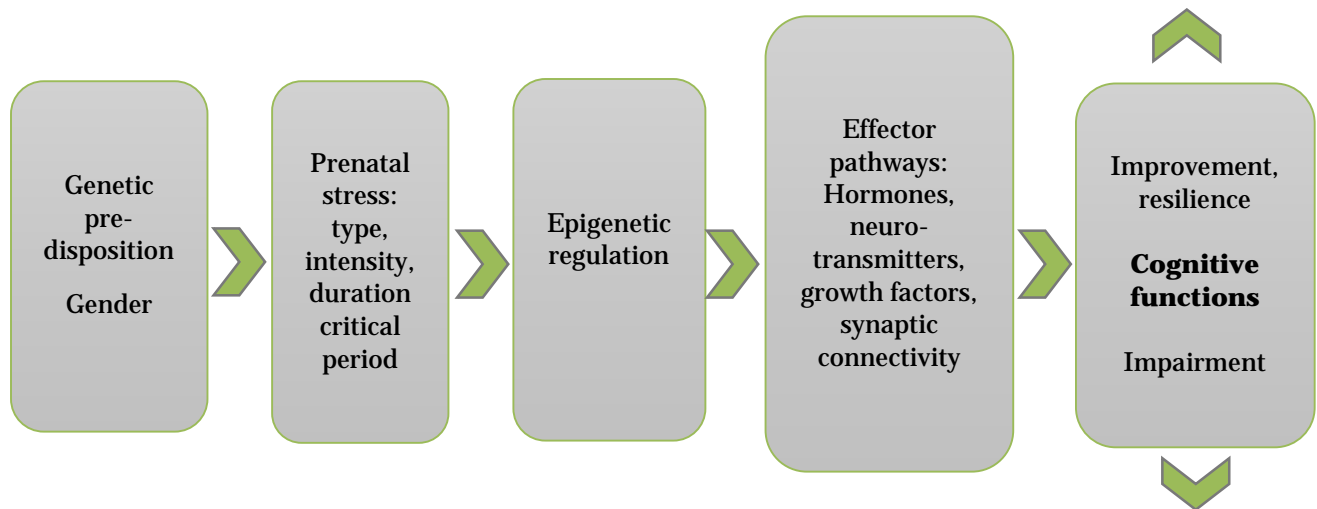 Genetic
pre-
disposition
Gender
Prenatal
stress:
type,
intensity,
duration
critical
period
Epigenetic
regulation
Effector
pathways:
Hormones,
neuro-
transmitters,
growth factors,
synaptic
connectivity
Improvement,
resilience
Cognitive
functions
Impairment